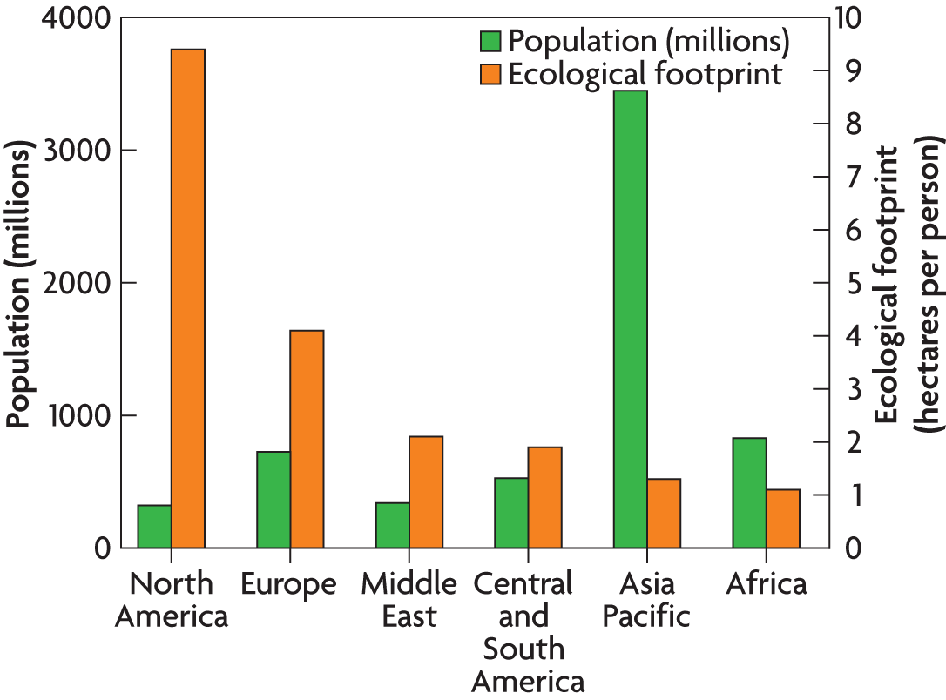 4000
3000
2000
1000
0
Population (millions)
Population (millions)
Ecological footprint
10
9
8
7
6
5
4
3
2
1
0
Ecological footprint
(hectares per person)
North
America
Europe
Middle
East
Central
and
South
America
Asia
Pacific
Africa